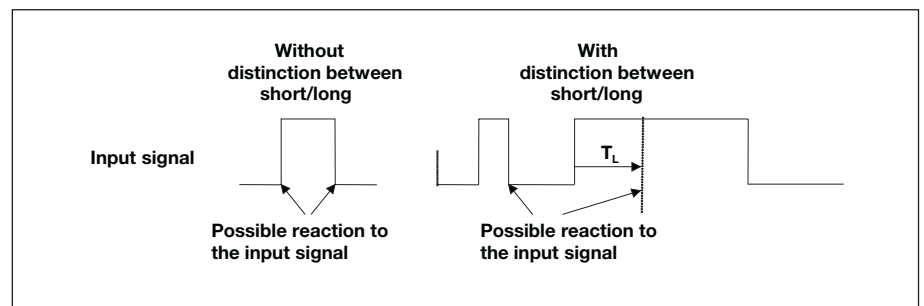 Without
distinction between
short/long
With
distinction between
short/long
Input signal
T_L
Possible reaction to
the input signal
Possible reaction to
the input signal